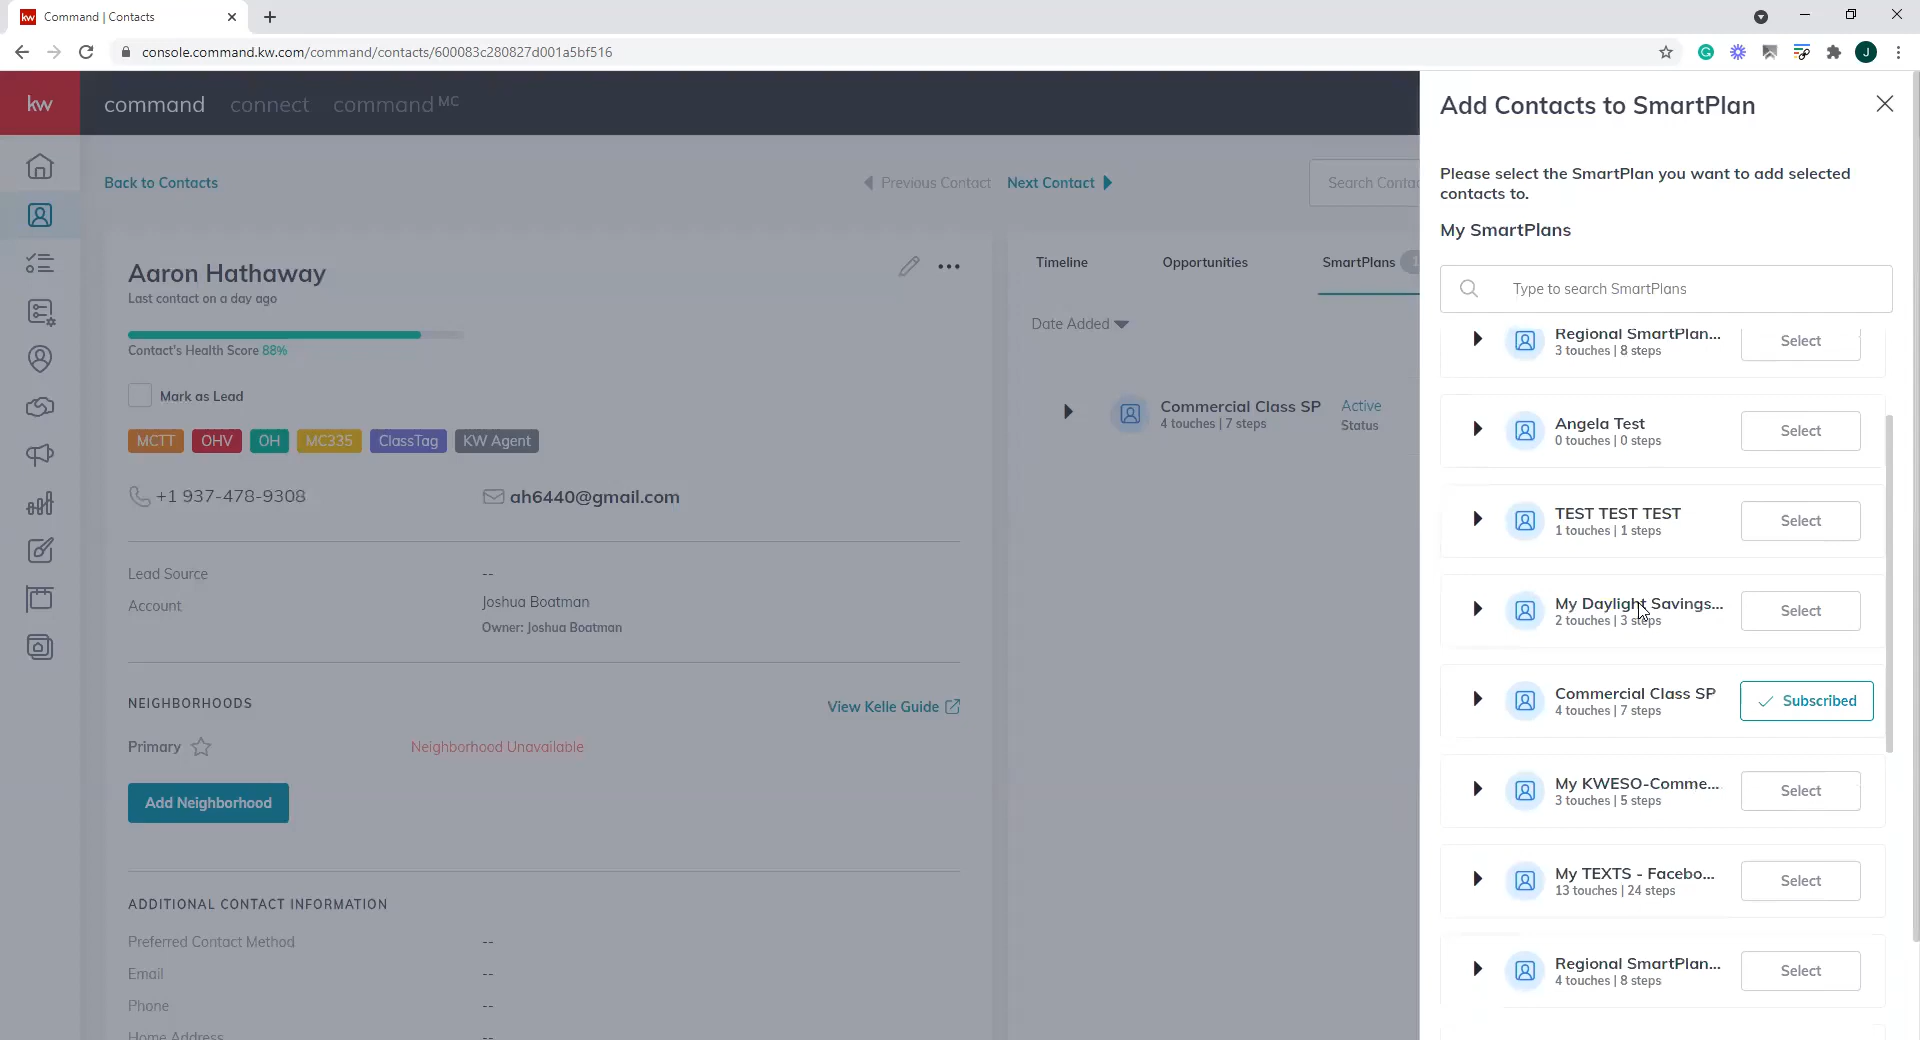 kw Command | Contacts
console.command.kw.com/command/contacts/600083c280827d001a5bf516
J
kw
command connect command MC
Back to Contacts
Previous Contact Next Contact
Search Conta
Aaron Hathaway
Last contact on a day ago
Contact's Health Score 88%
Mark as Lead
MCTT OHV OH MC335 ClassTag KW Agent
+1 937-478-9308 ah6440@gmail.com
Lead Source --
Account Joshua Boatman
Owner: Joshua Boatman
NEIGHBORHOODS View Kelle Guide
Primary Neighborhood Unavailable
Add Neighborhood
ADDITIONAL CONTACT INFORMATION
Preferred Contact Method --
Email --
Phone --
Home Address
Timeline Opportunities SmartPlans
Date Added
Commercial Class SP Active
4 touches | 7 steps Status
Add Contacts to SmartPlan
Please select the SmartPlan you want to add selected
contacts to.
My SmartPlans
Type to search SmartPlans
Regional SmartPlan...
3 touches | 8 steps
Select
Angela Test
0 touches | 0 steps
Select
TEST TEST TEST
1 touches | 1 steps
Select
My Daylight Savings...
2 touches | 3 steps
Select
Commercial Class SP
4 touches | 7 steps
Subscribed
My KWESO-Comme...
3 touches | 5 steps
Select
My TEXTS - Facebo...
13 touches | 24 steps
Select
Regional SmartPlan...
4 touches | 8 steps
Select